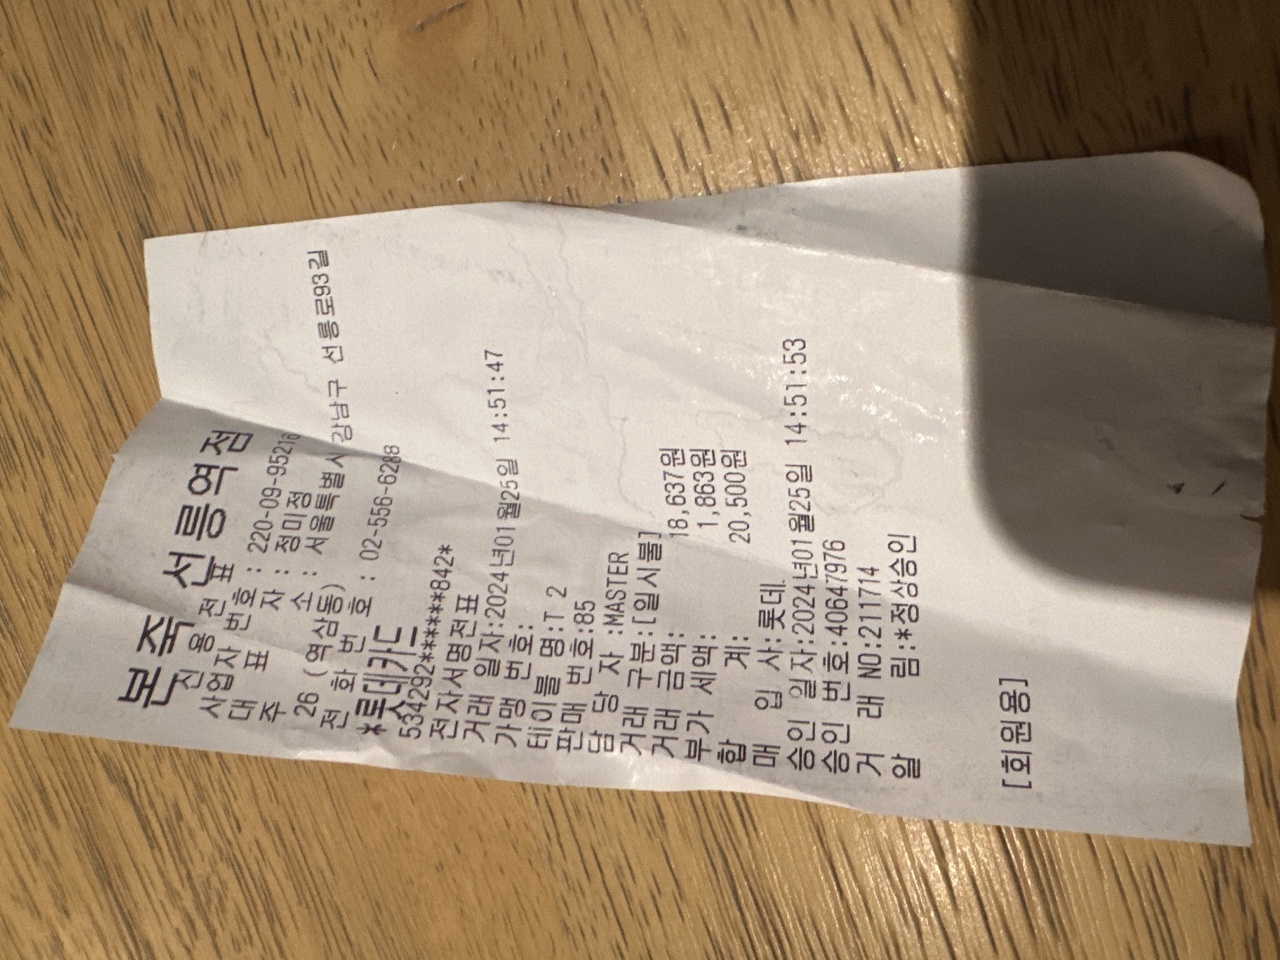 본죽 선릉역점
신용전표
사업자 번호 : 220-09-95216
대 표 자 : 정미정
주 소 : 서울특별시 강남구 선릉로93길
26 (역삼동)
전 화 번 호 : 02-556-6288
*롯데카드
534292******842*
전자서명전표
거래 일자:2024년01월25일 14:51:47
가맹 번호:
테이블 명:T 2
판매 번호:85
담 당 자 :MASTER
거래 구분:[일시불]
거래 금액: 18,637원
부가 세액: 1,863원
합 계: 20,500원
매 입 사:롯데.
승인 일자:2024년01월25일 14:51:53
승인 번호:40647976
거 래 NO:211714
알 림:*정상승인
[회원용]